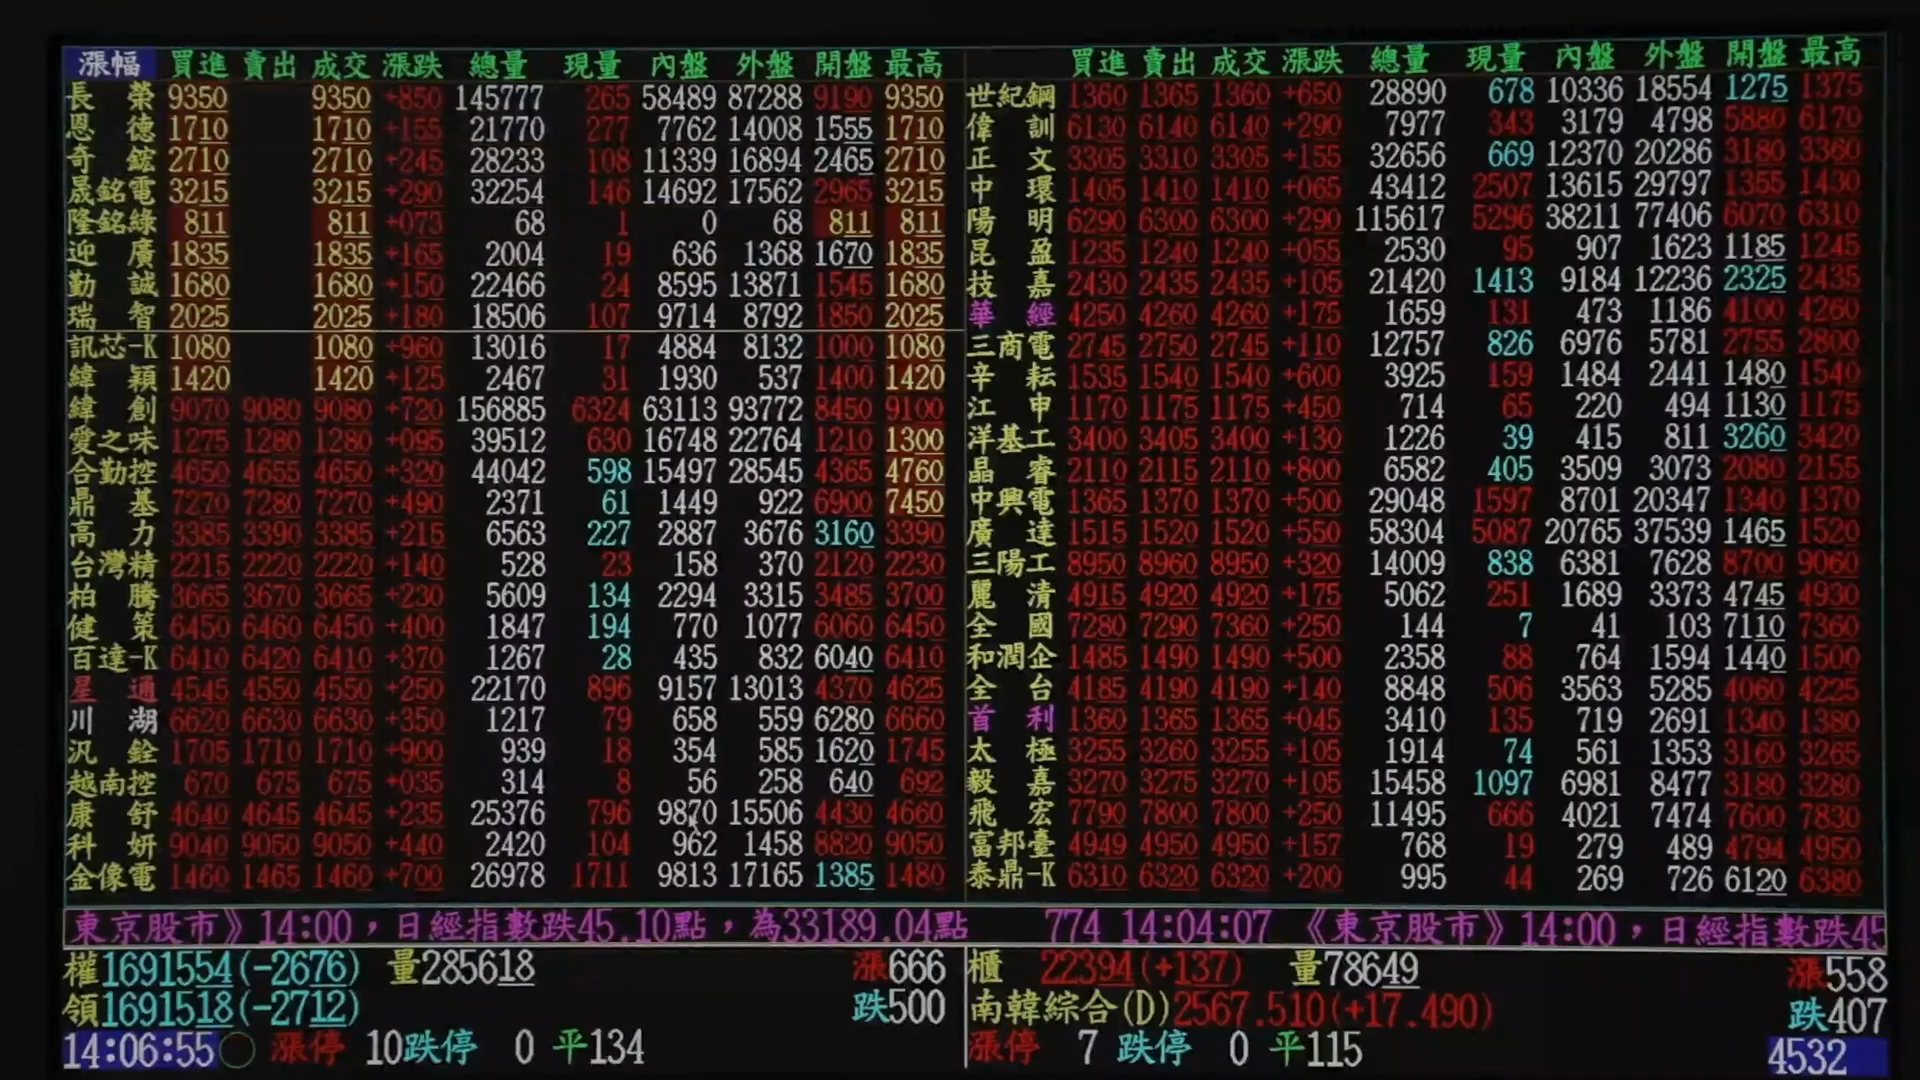 漲幅 買進 賣出 成交 漲跌 總量 現量 內盤 外盤 開盤 最高 買進 賣出 成交 漲跌 總量 現量 內盤 外盤 開盤 最高
長榮 9350 9350 +850 145777 265 58489 87288 9190 9350 世紀鋼 1360 1365 1360 +650 28890 678 10336 18554 1275 1375
恩德 1710 1710 +155 21770 277 7762 14008 1555 1710 偉訓 6130 6140 6140 +290 7977 343 3179 4798 5880 6170
奇鋐 2710 2710 +245 28233 108 11339 16894 2465 2710 正文 3305 3310 3305 +155 32656 669 12370 20286 3180 3360
晟銘電 3215 3215 +290 32254 146 14692 17562 2965 3215 中環 1405 1410 1410 +065 43412 2507 13615 29797 1355 1430
隆銘綠 811 811 +073 68 1 0 68 811 811 陽明 6290 6300 6300 +290 115617 5296 38211 77406 6070 6310
迎廣 1835 1835 +165 2004 19 636 1368 1670 1835 昆盈 1235 1240 1240 +055 2530 95 907 1623 1185 1245
勤誠 1680 1680 +150 22466 24 8595 13871 1545 1680 技嘉 2430 2435 2435 +125 21420 1413 9184 12236 2325 2435
瑞智 2025 2025 +180 18506 107 9714 8792 1850 2025 華經 4250 4260 4260 +175 1659 131 473 1186 4100 4260
訊芯-K 1080 1080 +960 13016 17 4884 8132 1000 1080 三商電 2745 2750 2745 +110 12757 826 6976 5781 2755 2800
緯穎 1420 1420 +125 2467 31 1930 537 1400 1420 辛耘 1535 1540 1540 +600 3925 159 1484 2441 1480 1540
緯創 9070 9080 9080 +720 156885 6324 63113 93772 8450 9100 江申 1170 1175 1175 +450 714 65 220 494 1130 1175
愛之味 1275 1280 1280 +095 39512 630 16748 22764 1210 1300 洋基工 3400 3405 3400 +130 1226 39 415 811 3260 3420
合勤控 4650 4655 4650 +320 44042 598 15497 28545 4365 4760 晶睿 2110 2115 2110 +800 6582 405 3509 3073 2080 2155
鼎基 7270 7280 7270 +490 2371 61 1449 922 6900 7450 中興電 1365 1370 1370 +500 29048 1597 8701 20347 1340 1370
高力 3385 3390 3385 +215 6563 227 2887 3676 3160 3390 廣達 1515 1520 1520 +550 58304 5087 20765 37539 1465 1520
台灣精 2215 2220 2220 +140 528 23 158 370 2120 2230 三陽工 8950 8960 8950 +320 14009 838 6381 7628 8700 9060
柏騰 3665 3670 3665 +230 5609 134 2294 3315 3485 3700 麗清 4915 4920 4920 +175 5062 251 1689 3373 4745 4930
健策 6450 6460 6450 +400 1847 194 770 1077 6060 6450 全國 7280 7290 7360 +250 144 7 41 103 7110 7360
百達-K 6410 6420 6410 +370 1267 28 435 832 6040 6410 和潤企 1485 1490 1490 +500 2358 88 764 1594 1440 1500
星通 4545 4550 4550 +250 22170 896 9157 13013 4370 4625 全台 4185 4190 4190 +140 8848 506 3563 5285 4060 4225
川湖 6620 6630 6630 +350 1217 79 658 559 6280 6660 首利 1360 1365 1365 +045 3410 135 719 2691 1340 1380
汎銓 1705 1710 1710 +900 939 18 354 585 1620 1745 太極 3255 3260 3255 +105 1914 74 561 1353 3160 3265
越南控 670 675 675 +035 314 8 56 258 640 692 毅嘉 3270 3275 3270 +105 15458 1097 6981 8477 3180 3280
康舒 4640 4645 4645 +235 25376 796 9870 15506 4430 4660 飛宏 7790 7800 7800 +250 11495 666 4021 7474 7600 7830
科妍 9040 9050 9050 +440 2420 104 962 1458 8820 9050 富邦臺 4949 4950 4950 +157 768 19 279 489 4794 4950
金像電 1460 1465 1460 +700 26978 1711 9813 17165 1385 1480 泰鼎-K 6310 6320 6320 +200 995 44 269 726 6120 6380
東京股市》14:00，日經指數跌45.10點，為33189.04點 774 14:04:07 《東京股市》14:00，日經指數跌45
權1691554(-2676) 量285618 漲666 櫃 22394(+137) 量78649 漲558
領1691518(-2712) 跌500 南韓綜合(D)2567.510(+17.490) 跌407
14:06:55 漲停 10跌停 0 平134 漲停 7 跌停 0 平115 4532